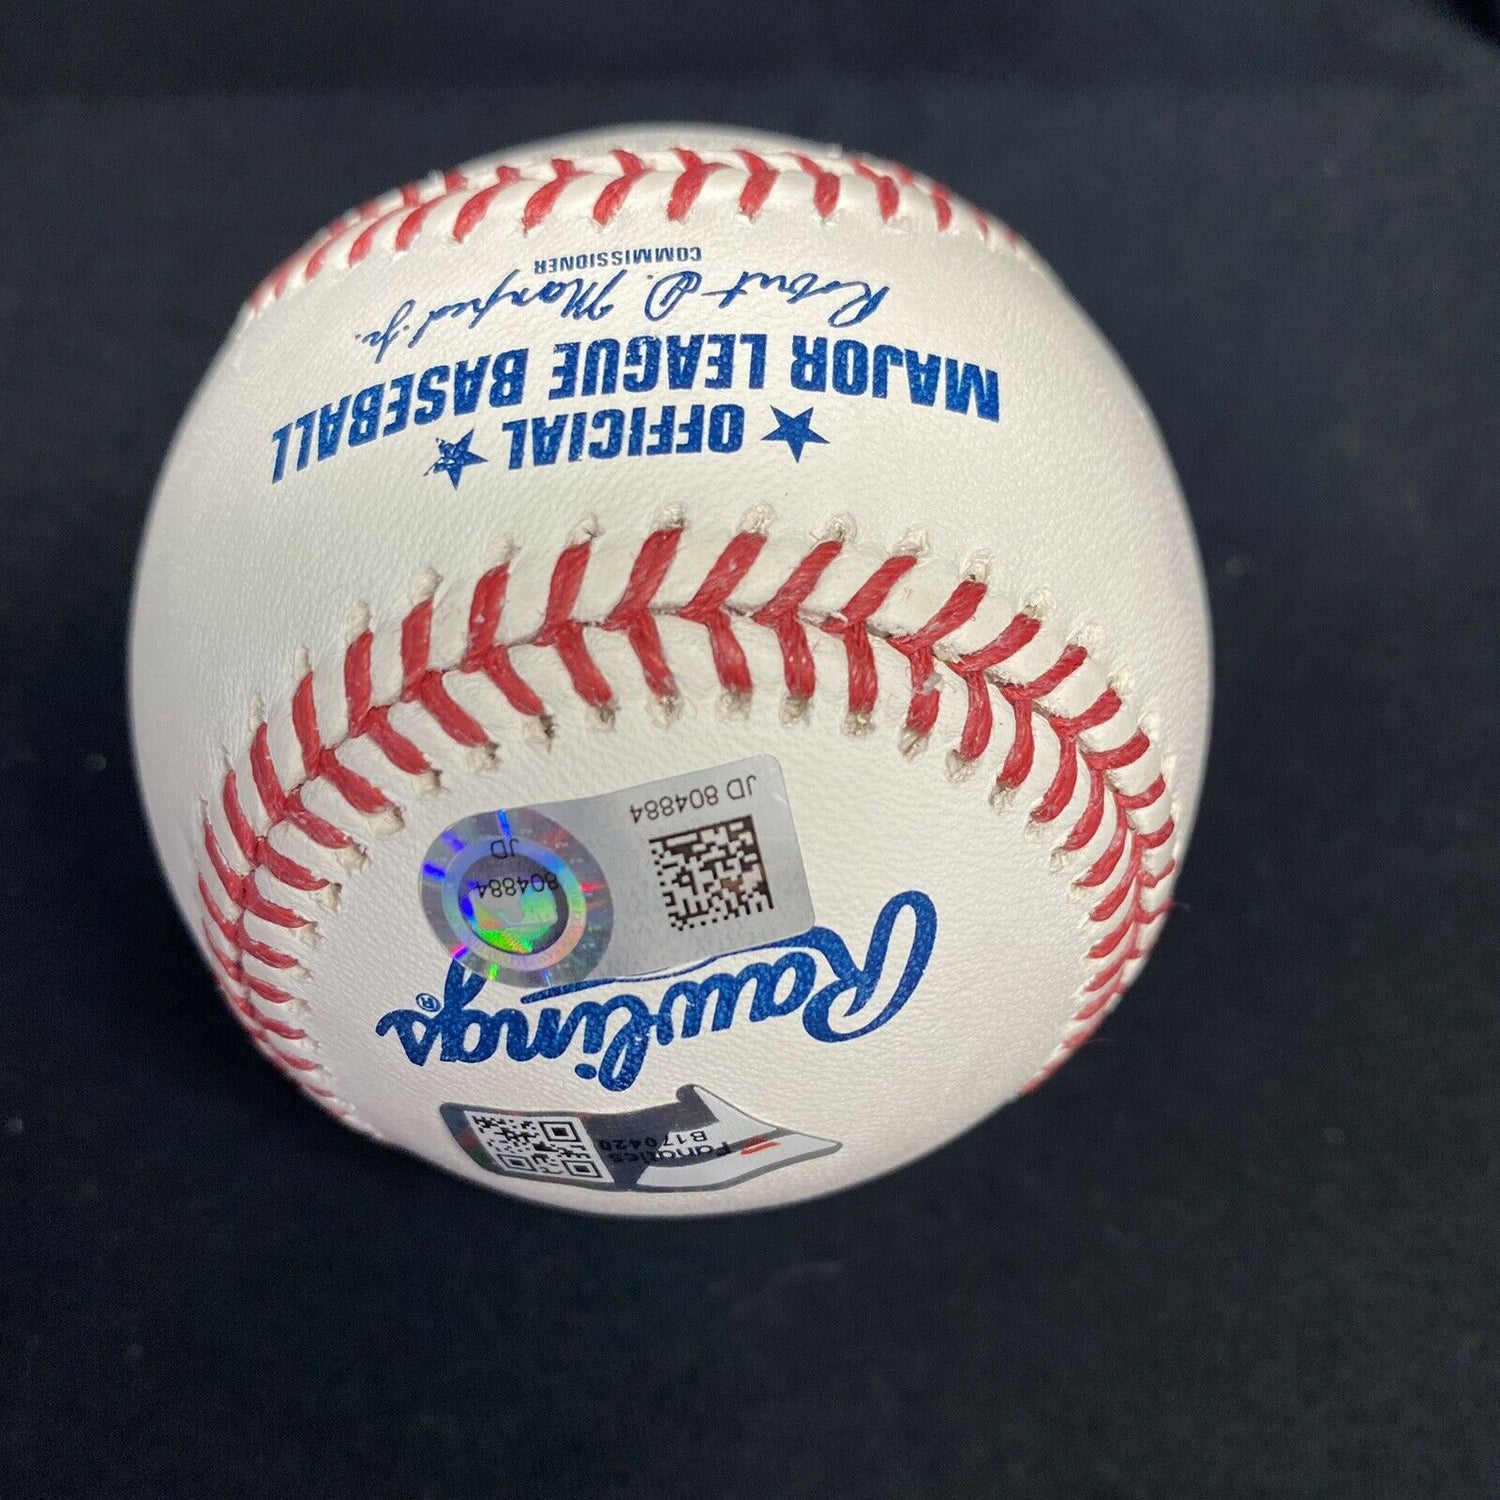 Rawlings®
JD 804884
JD
804884
Fanatics
B170420
★ OFFICIAL ★
MAJOR LEAGUE BASEBALL
Robert D. Manfred, Jr.
COMMISSIONER